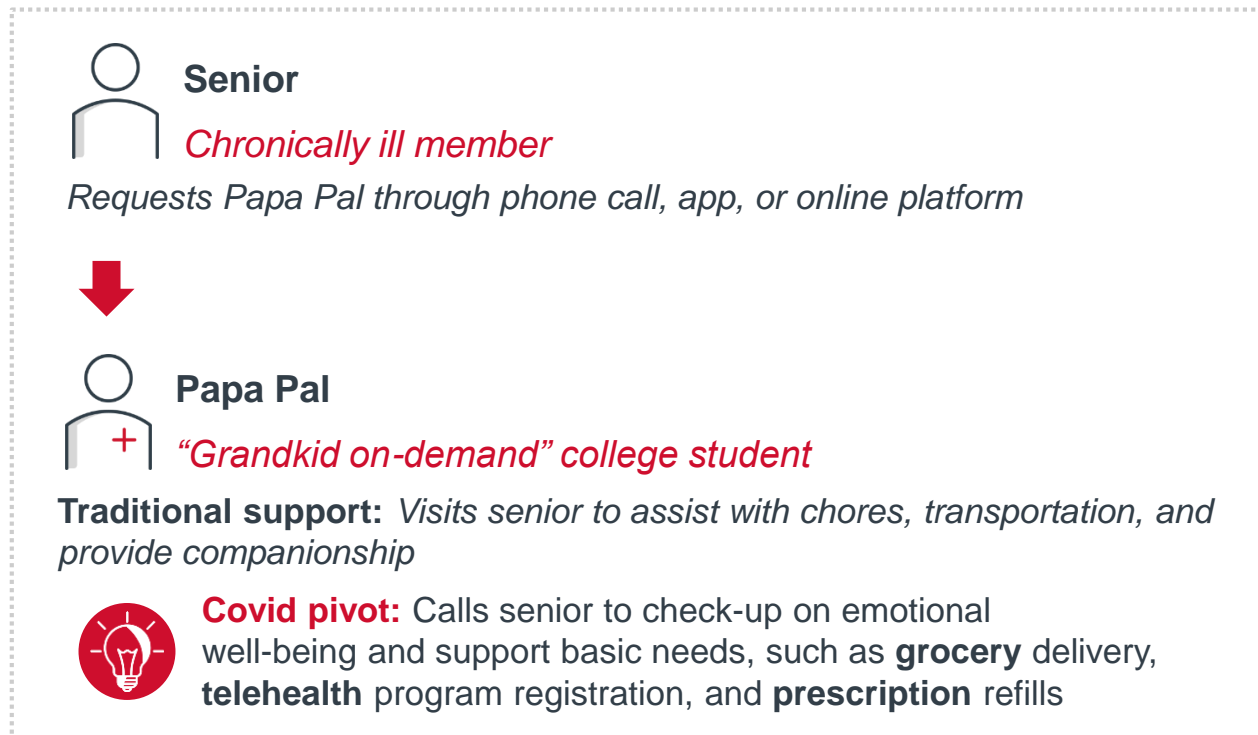 Senior
Chronically ill member
Requests Papa Pal through phone call, app, or online platform
Papa Pal
“Grandkid on-demand” college student
Traditional support: Visits senior to assist with chores, transportation, and
provide companionship
Covid pivot: Calls senior to check-up on emotional
well-being and support basic needs, such as grocery delivery,
telehealth program registration, and prescription refills